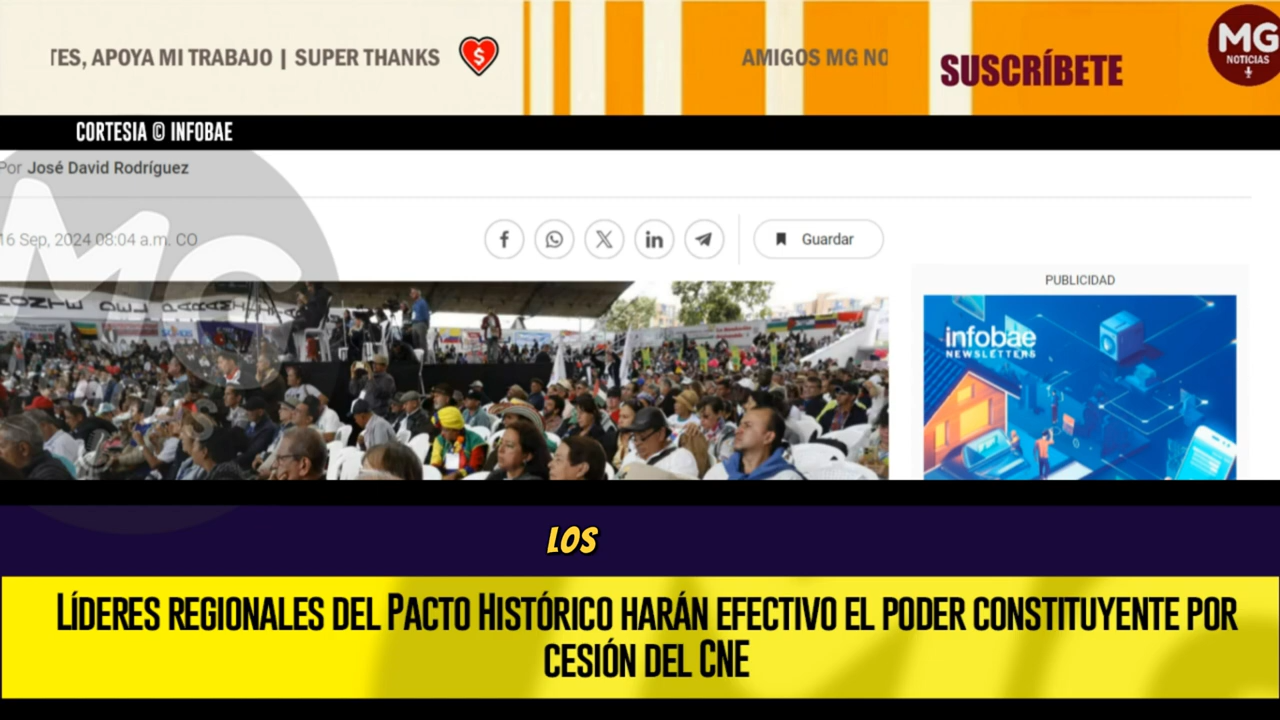 TES, APOYA MI TRABAJO | SUPER THANKS
AMIGOS MG NO
SUSCRÍBETE
MG
NOTICIAS
CORTESIA © INFOBAE
Por José David Rodríguez
16 Sep, 2024 08:04 a.m. CO
Guardar
PUBLICIDAD
infobae
NEWSLETTERS
MG
LOS
LÍDERES REGIONALES DEL PACTO HISTÓRICO HARÁN EFECTIVO EL PODER CONSTITUYENTE POR
CESIÓN DEL CNE